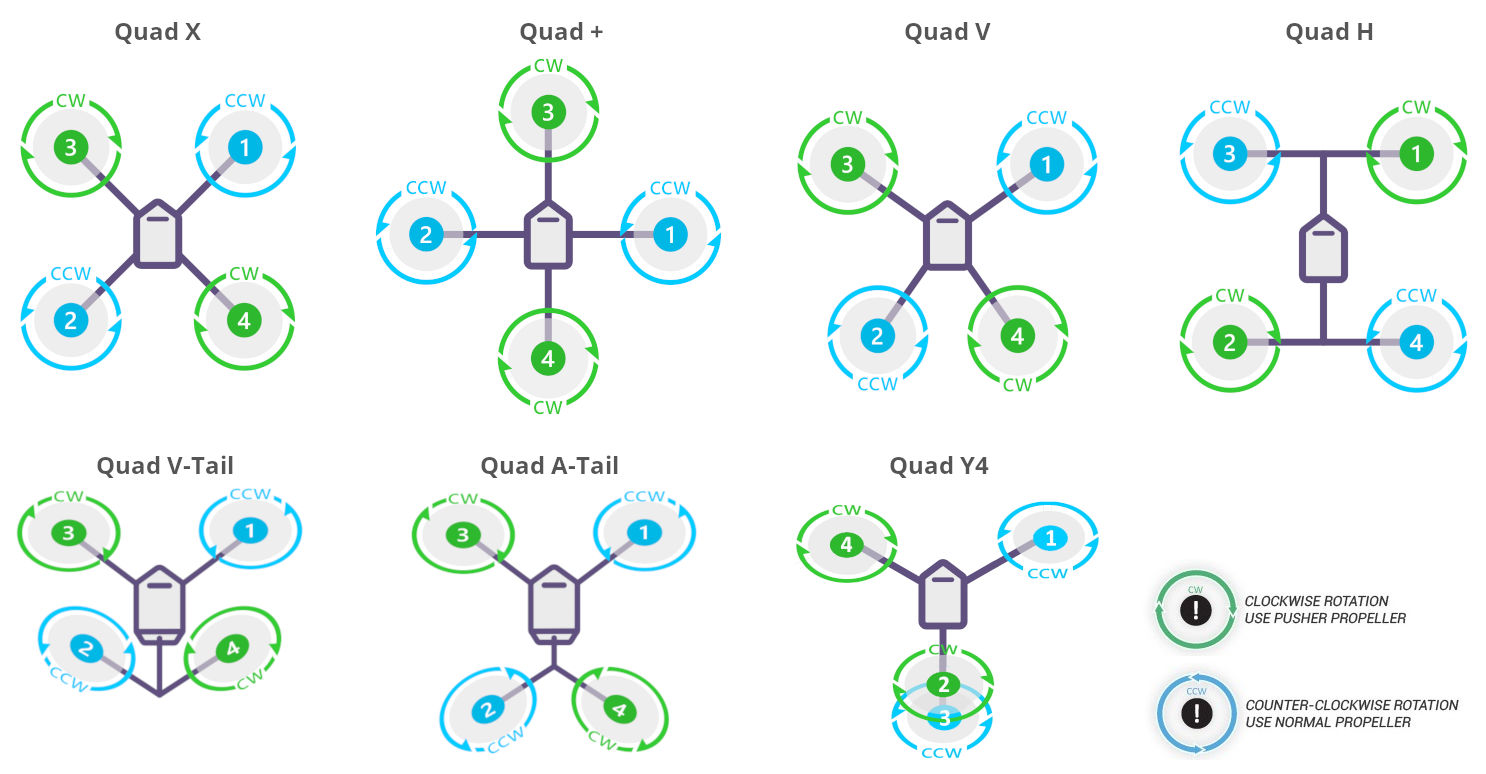 Quad X
CW
CCW
3
1
CCW
CW
2
4
Quad +
CW
3
CCW
CCW
2
1
4
CW
Quad V
CW
CCW
3
1
2
4
CCW
CW
Quad H
CCW
CW
3
1
CW
CCW
2
4
Quad V-Tail
CW
CCW
3
1
2
4
CCW
CW
Quad A-Tail
CW
CCW
3
1
2
4
CCW
CW
Quad Y4
CW
4
1
CCW
CW
2
3
CCW
CW
!
CLOCKWISE ROTATION
USE PUSHER PROPELLER
CCW
!
COUNTER-CLOCKWISE ROTATION
USE NORMAL PROPELLER